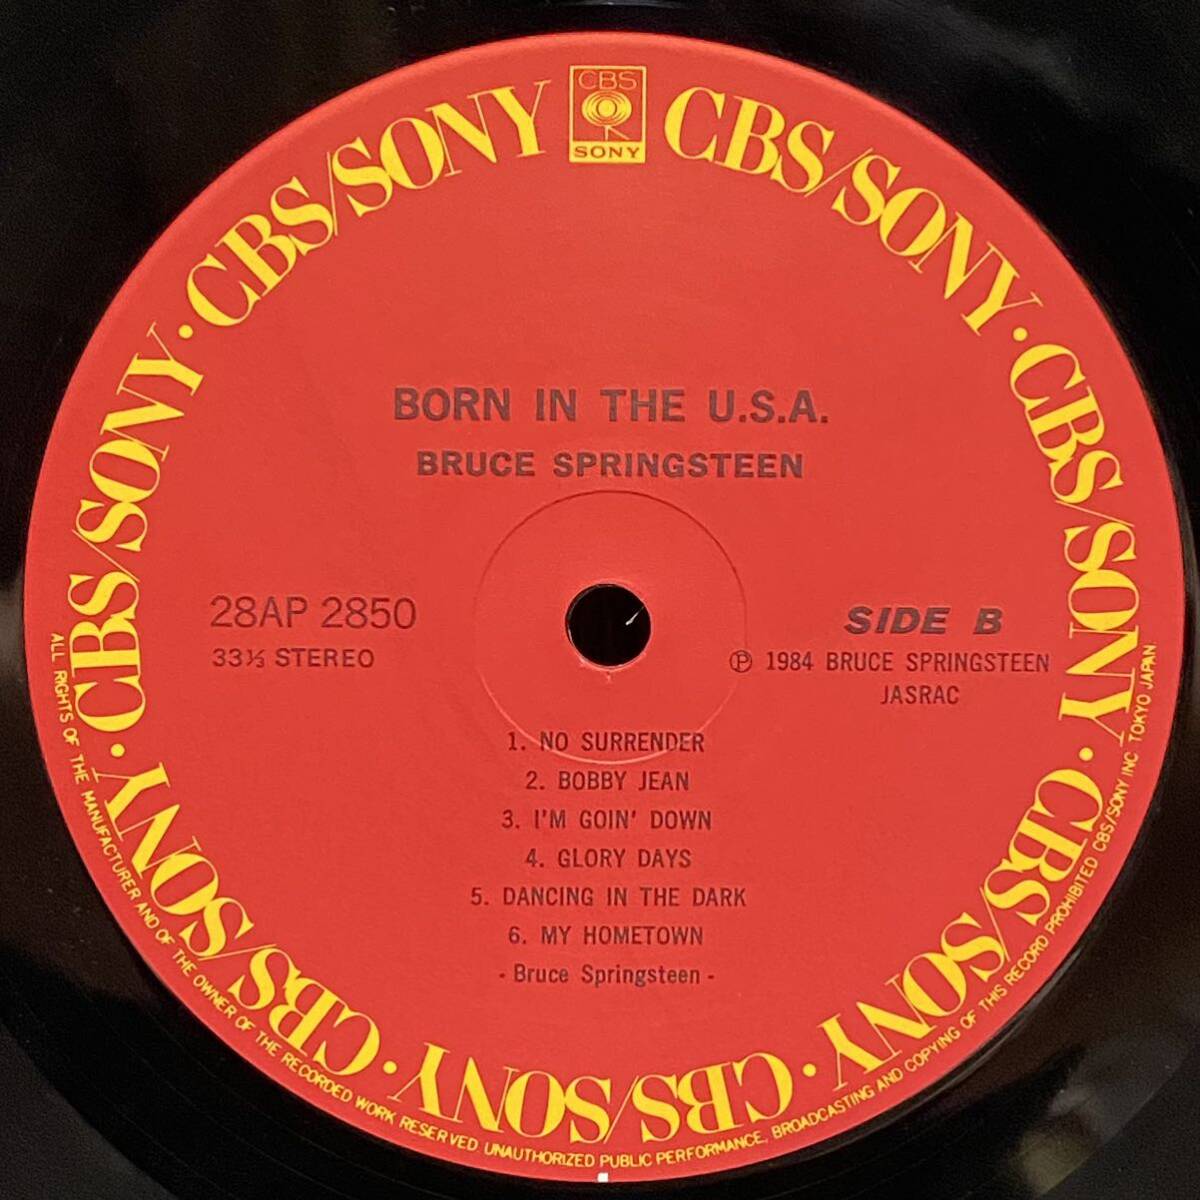 CBS
SONY
CBS/SONY · CBS/SONY · CBS/SONY · CBS/SONY · CBS/SONY · CBS/SONY · CBS/SONY · CBS/SONY · CBS/SONY
BORN IN THE U.S.A.
BRUCE SPRINGSTEEN
28AP 2850
33⅓ STEREO
SIDE B
Ⓟ 1984 BRUCE SPRINGSTEEN
JASRAC
1. NO SURRENDER
2. BOBBY JEAN
3. I'M GOIN' DOWN
4. GLORY DAYS
5. DANCING IN THE DARK
6. MY HOMETOWN
- Bruce Springsteen -
ALL RIGHTS OF THE MANUFACTURER AND OF THE OWNER OF THE RECORDED WORK RESERVED. UNAUTHORIZED PUBLIC PERFORMANCE, BROADCASTING AND COPYING OF THIS RECORD PROHIBITED CBS/SONY INC TOKYO JAPAN